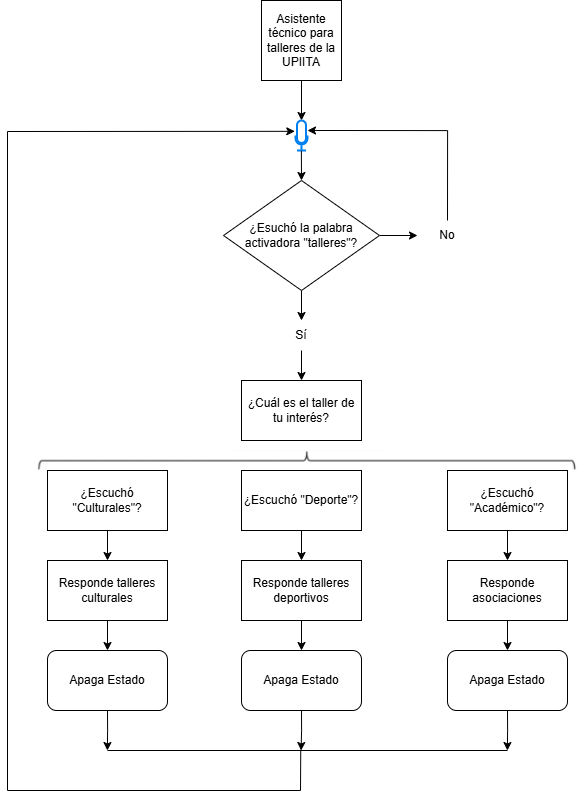 Asistente
técnico para
talleres de la
UPIITA
¿Esuchó la palabra
activadora "talleres"?
No
Sí
¿Cuál es el taller de
tu interés?
¿Escuchó
"Culturales"?
¿Escuchó "Deporte"?
¿Escuchó
"Académico"?
Responde talleres
culturales
Responde talleres
deportivos
Responde
asociaciones
Apaga Estado
Apaga Estado
Apaga Estado